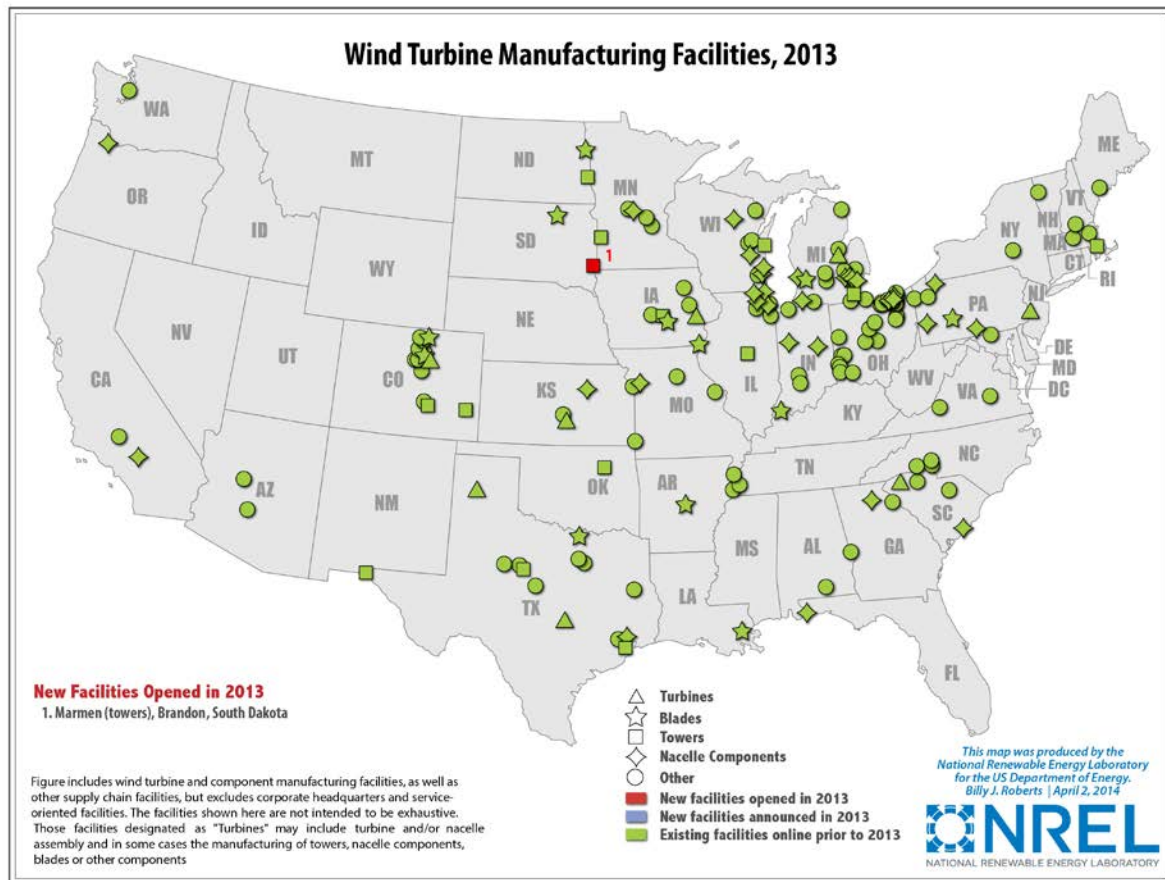 Wind Turbine Manufacturing Facilities, 2013
WA
MT
ND
MN
ME
OR
ID
SD
1
WI
MI
VT
NH
NY
MA
CT
RI
WY
IA
NE
PA
NJ
NV
UT
CO
CA
KS
MO
IL
IN
OH
WV
VA
DE
MD
DC
KY
AZ
NM
OK
AR
TN
NC
SC
TX
LA
MS
AL
GA
FL
New Facilities Opened in 2013
1. Marmen (towers), Brandon, South Dakota
Figure includes wind turbine and component manufacturing facilities, as well as
other supply chain facilities, but excludes corporate headquarters and service-
oriented facilities. The facilities shown here are not intended to be exhaustive.
Those facilities designated as "Turbines" may include turbine and/or nacelle
assembly and in some cases the manufacturing of towers, nacelle components,
blades or other components
Turbines
Blades
Towers
Nacelle Components
Other
New facilities opened in 2013
New facilities announced in 2013
Existing facilities online prior to 2013
This map was produced by the
National Renewable Energy Laboratory
for the US Department of Energy.
Billy J. Roberts | April 2, 2014
NREL
NATIONAL RENEWABLE ENERGY LABORATORY